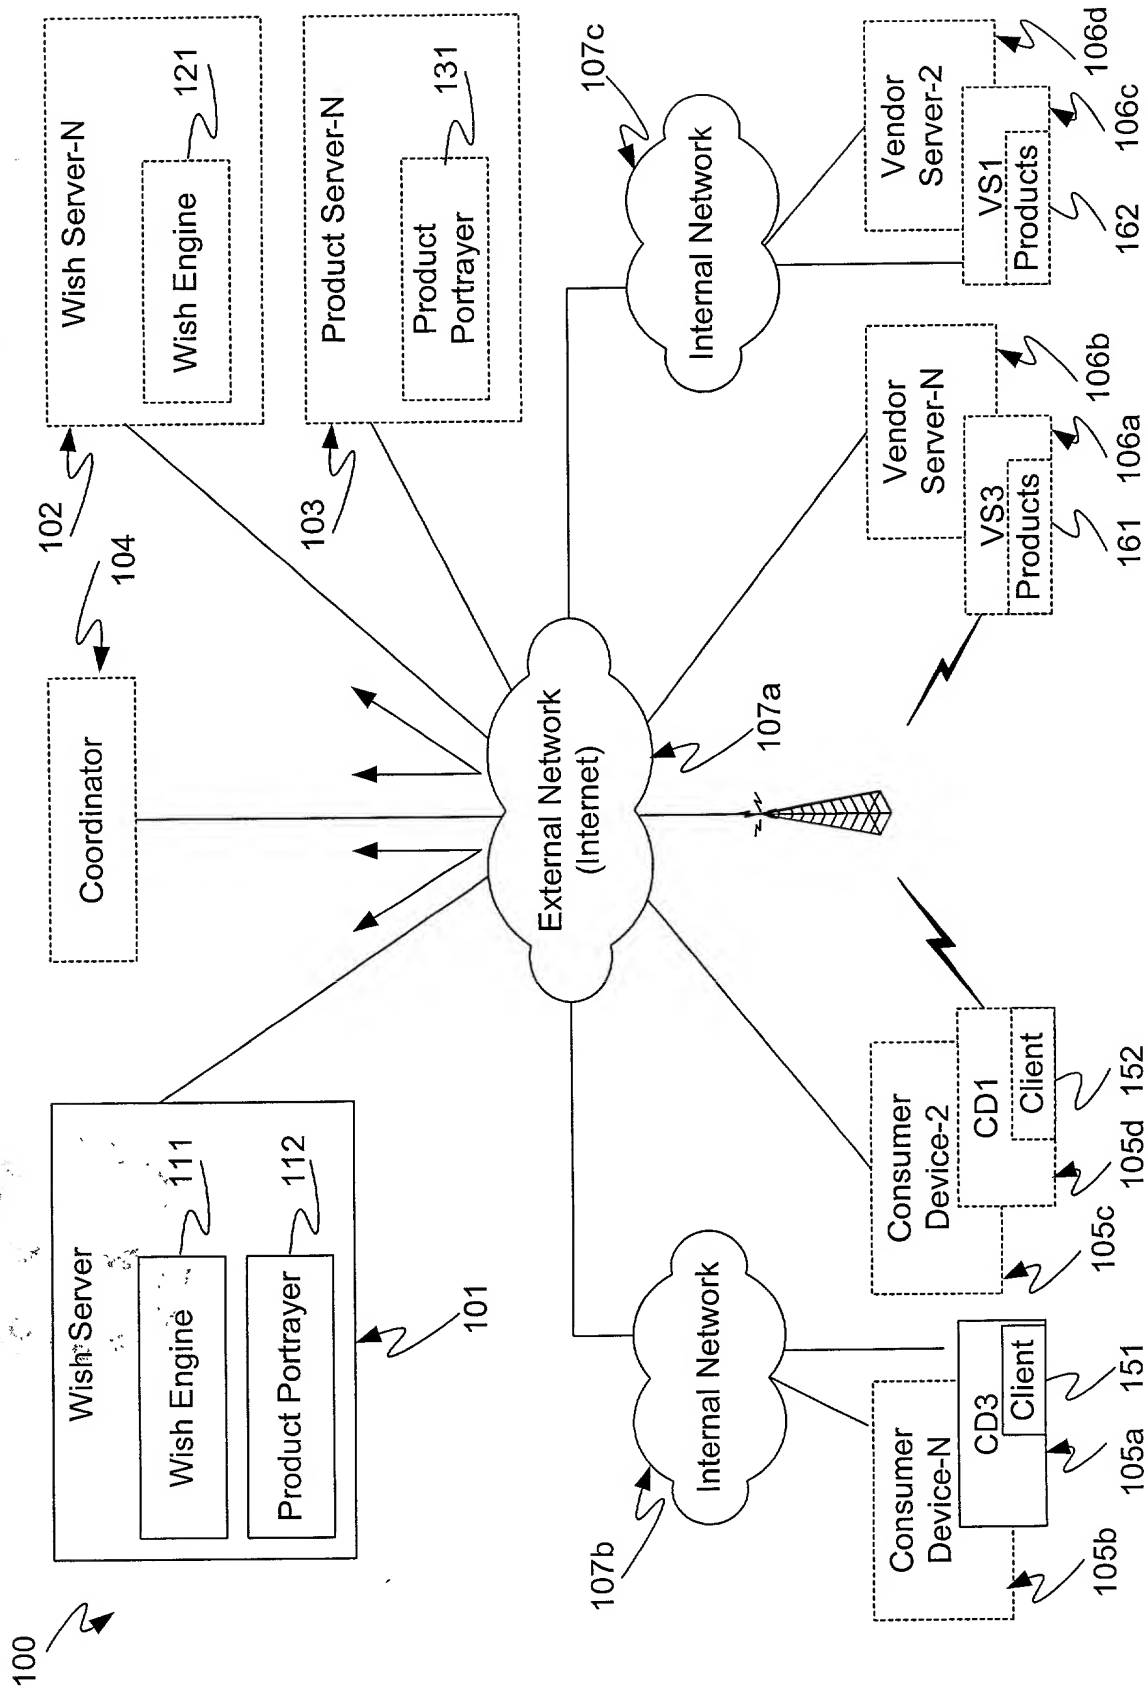 100
Wish Server
Wish Engine
111
Product Portrayer
112
101
Coordinator
104
102
Wish Server-N
Wish Engine
121
103
Product Server-N
Product
Portrayer
131
External Network
(Internet)
107a
107b
Internal Network
Internal Network
107c
Consumer
Device-N
CD3
Client
105b
105a
151
Consumer
Device-2
CD1
Client
105c
105d
152
Vendor
Server-N
VS3
Products
161
106a
106b
Vendor
Server-2
VS1
Products
162
106c
106d